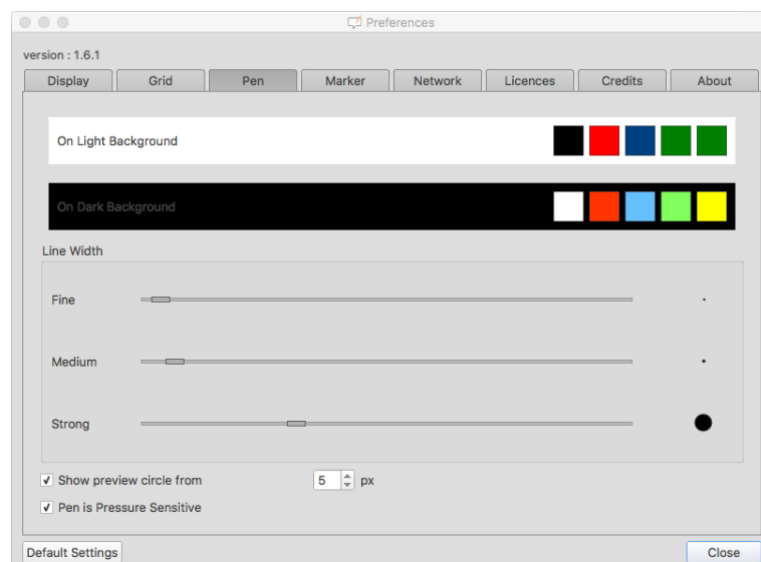 Preferences
version : 1.6.1
Display Grid Pen Marker Network Licences Credits About
On Light Background
On Dark Background
Line Width
Fine
Medium
Strong
Show preview circle from 5 px
Pen is Pressure Sensitive
Default Settings Close